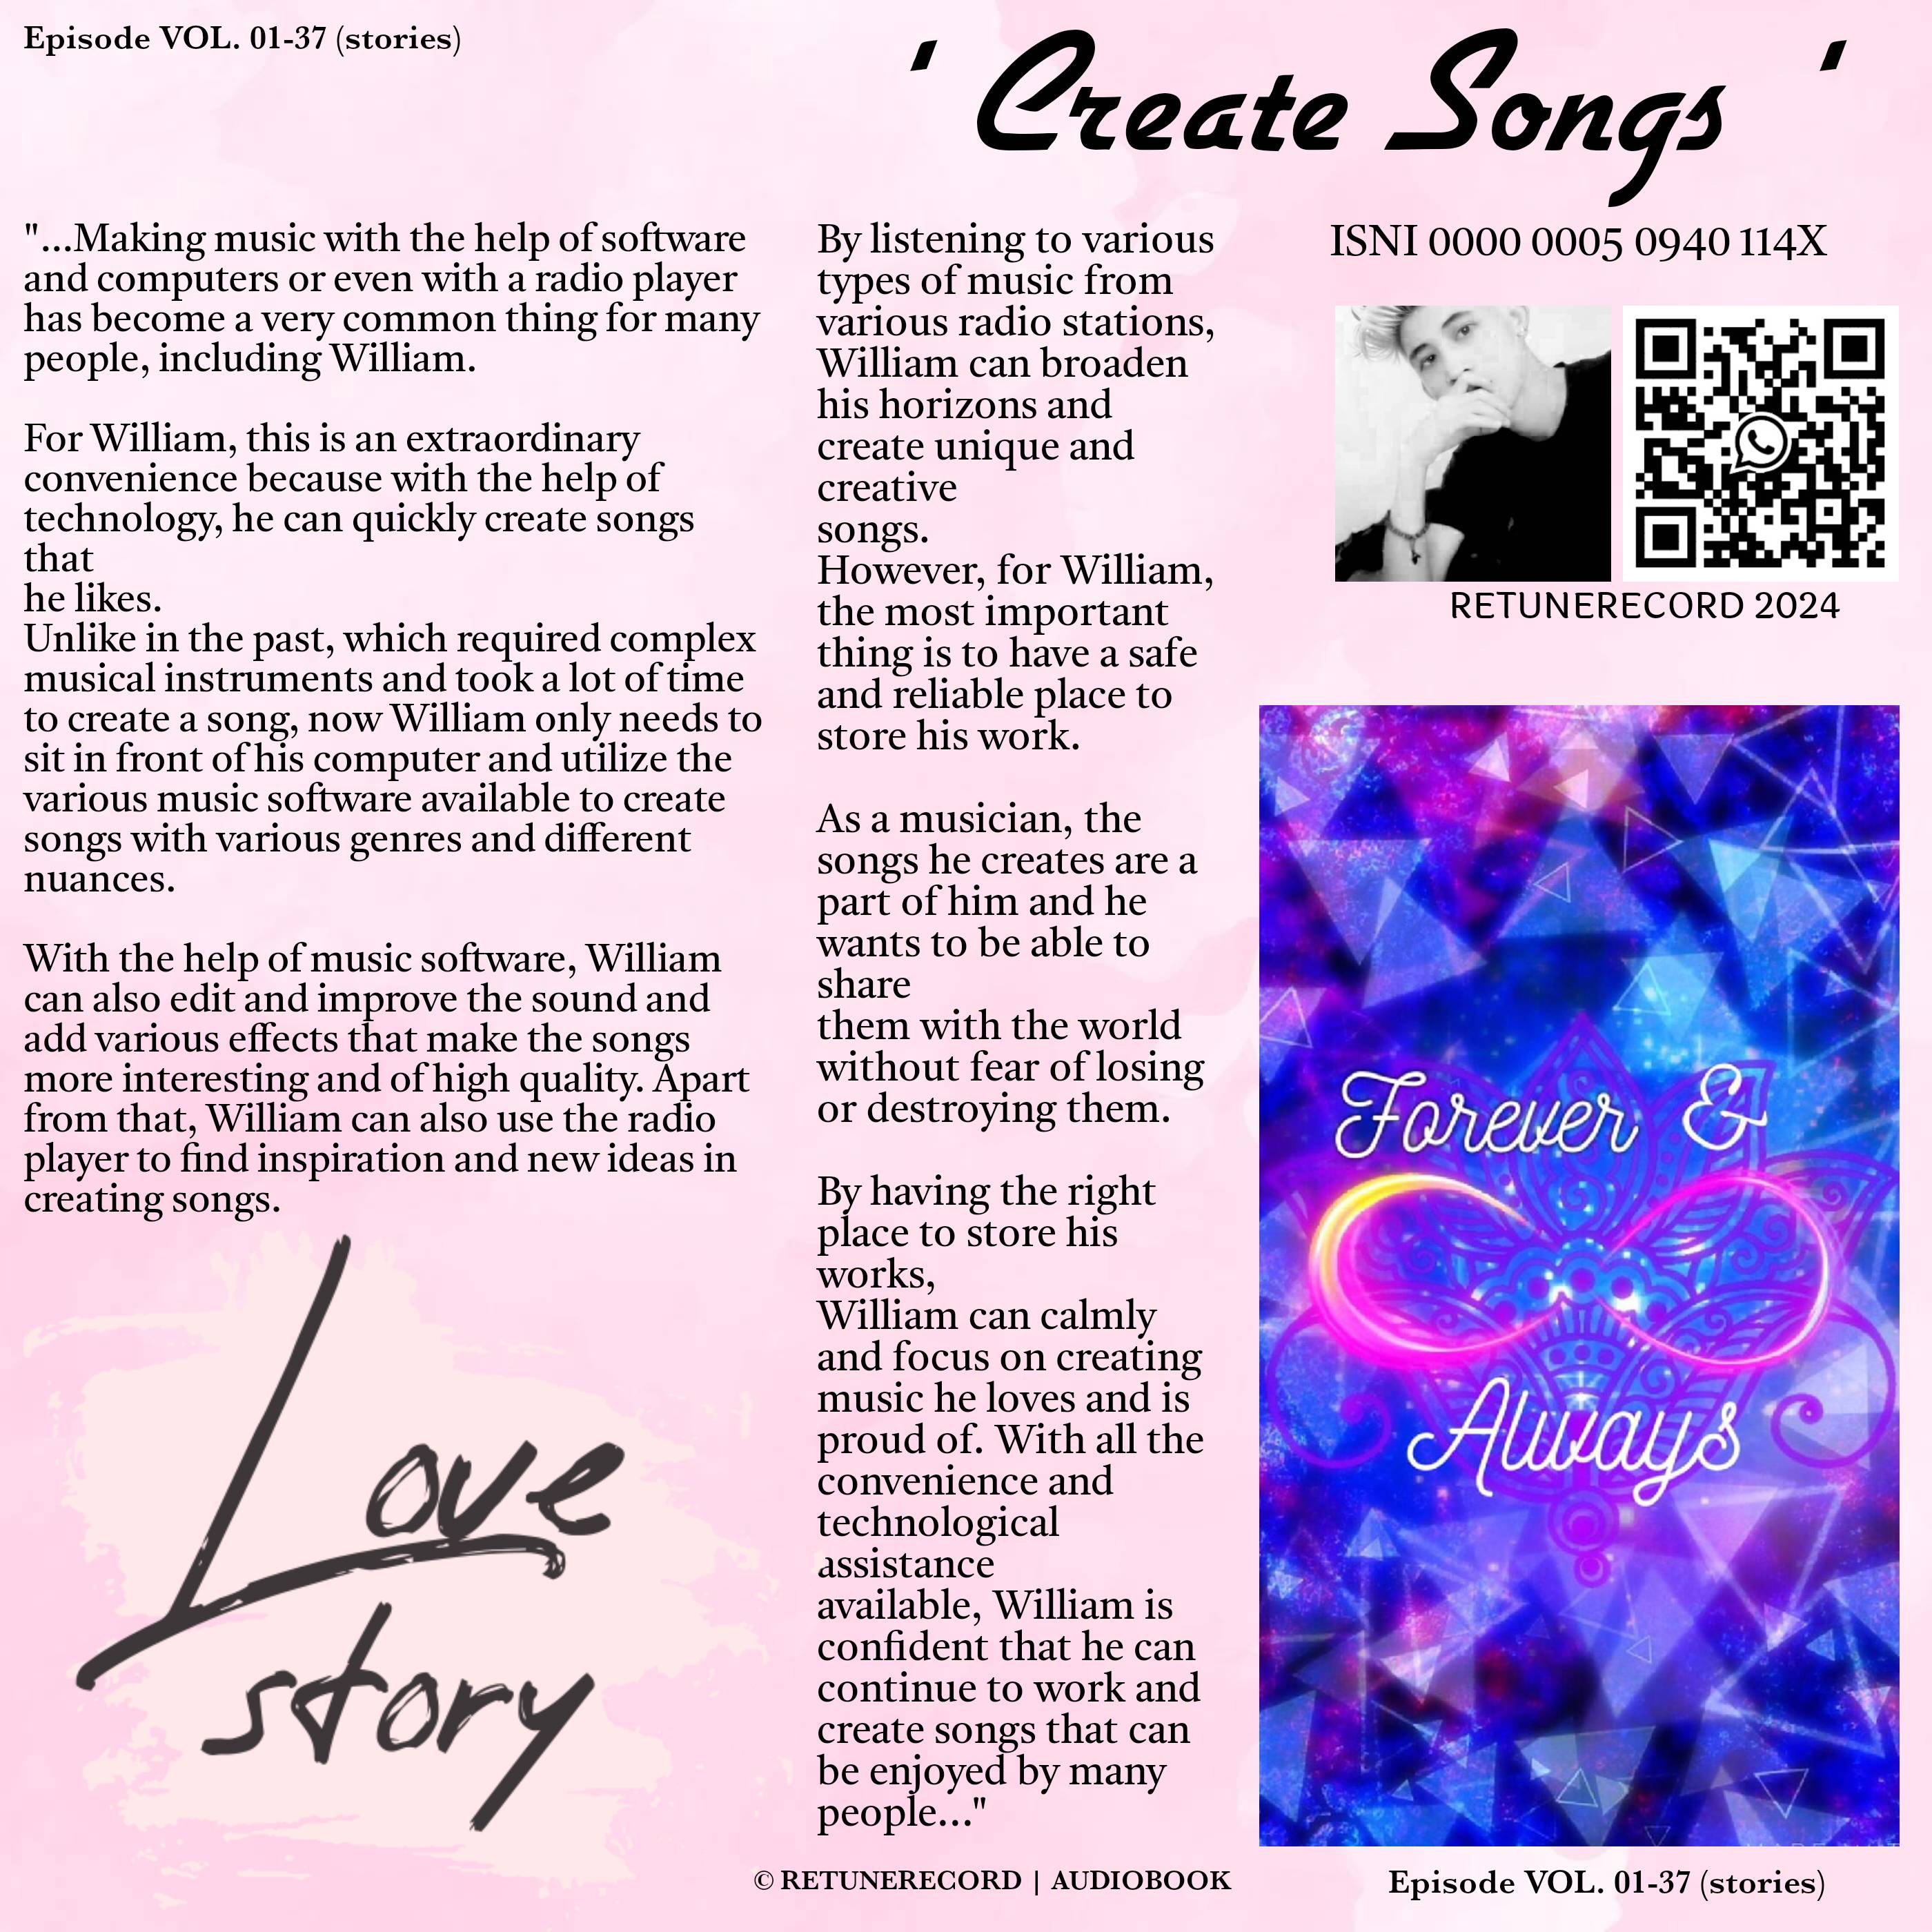 Episode VOL. 01-37 (stories)
‘ Create Songs ‘
"...Making music with the help of software
and computers or even with a radio player
has become a very common thing for many
people, including William.
For William, this is an extraordinary
convenience because with the help of
technology, he can quickly create songs
that
he likes.
Unlike in the past, which required complex
musical instruments and took a lot of time
to create a song, now William only needs to
sit in front of his computer and utilize the
various music software available to create
songs with various genres and different
nuances.
With the help of music software, William
can also edit and improve the sound and
add various effects that make the songs
more interesting and of high quality. Apart
from that, William can also use the radio
player to find inspiration and new ideas in
creating songs.
Love
story
By listening to various
types of music from
various radio stations,
William can broaden
his horizons and
create unique and
creative
songs.
However, for William,
the most important
thing is to have a safe
and reliable place to
store his work.
As a musician, the
songs he creates are a
part of him and he
wants to be able to
share
them with the world
without fear of losing
or destroying them.
By having the right
place to store his
works,
William can calmly
and focus on creating
music he loves and is
proud of. With all the
convenience and
technological
assistance
available, William is
confident that he can
continue to work and
create songs that can
be enjoyed by many
people..."
ISNI 0000 0005 0940 114X
RETUNERECORD 2024
Forever &
Always
© RETUNERECORD | AUDIOBOOK
Episode VOL. 01-37 (stories)